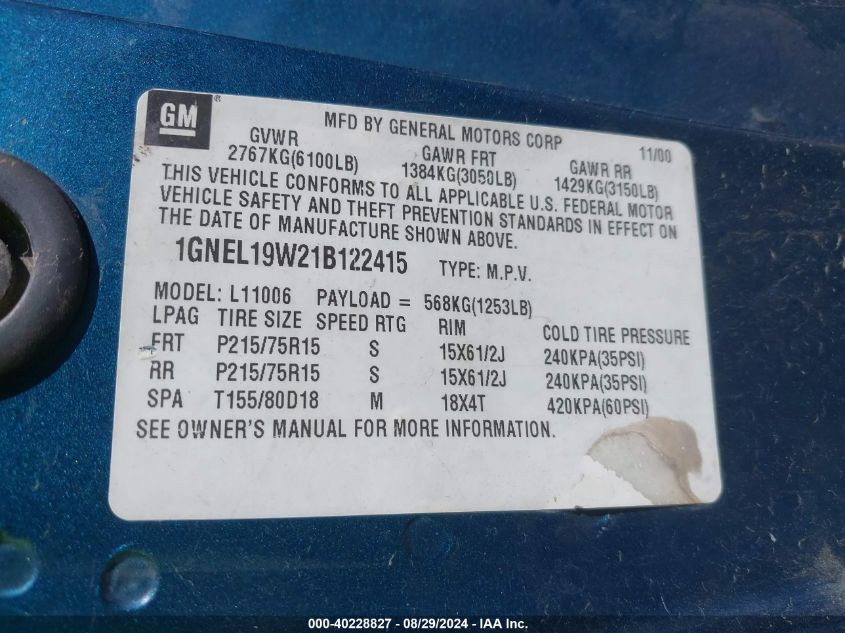 GM ®
MFD BY GENERAL MOTORS CORP 11/00
GVWR GAWR FRT GAWR RR
2767KG(6100LB) 1384KG(3050LB) 1429KG(3150LB)
THIS VEHICLE CONFORMS TO ALL APPLICABLE U.S. FEDERAL MOTOR
VEHICLE SAFETY AND THEFT PREVENTION STANDARDS IN EFFECT ON
THE DATE OF MANUFACTURE SHOWN ABOVE.
1GNEL19W21B122415 TYPE: M.P.V.
MODEL: L11006 PAYLOAD = 568KG(1253LB)
LPAG TIRE SIZE SPEED RTG RIM COLD TIRE PRESSURE
FRT P215/75R15 S 15X61/2J 240KPA(35PSI)
RR P215/75R15 S 15X61/2J 240KPA(35PSI)
SPA T155/80D18 M 18X4T 420KPA(60PSI)
SEE OWNER'S MANUAL FOR MORE INFORMATION.
000-40228827 - 08/29/2024 - IAA Inc.